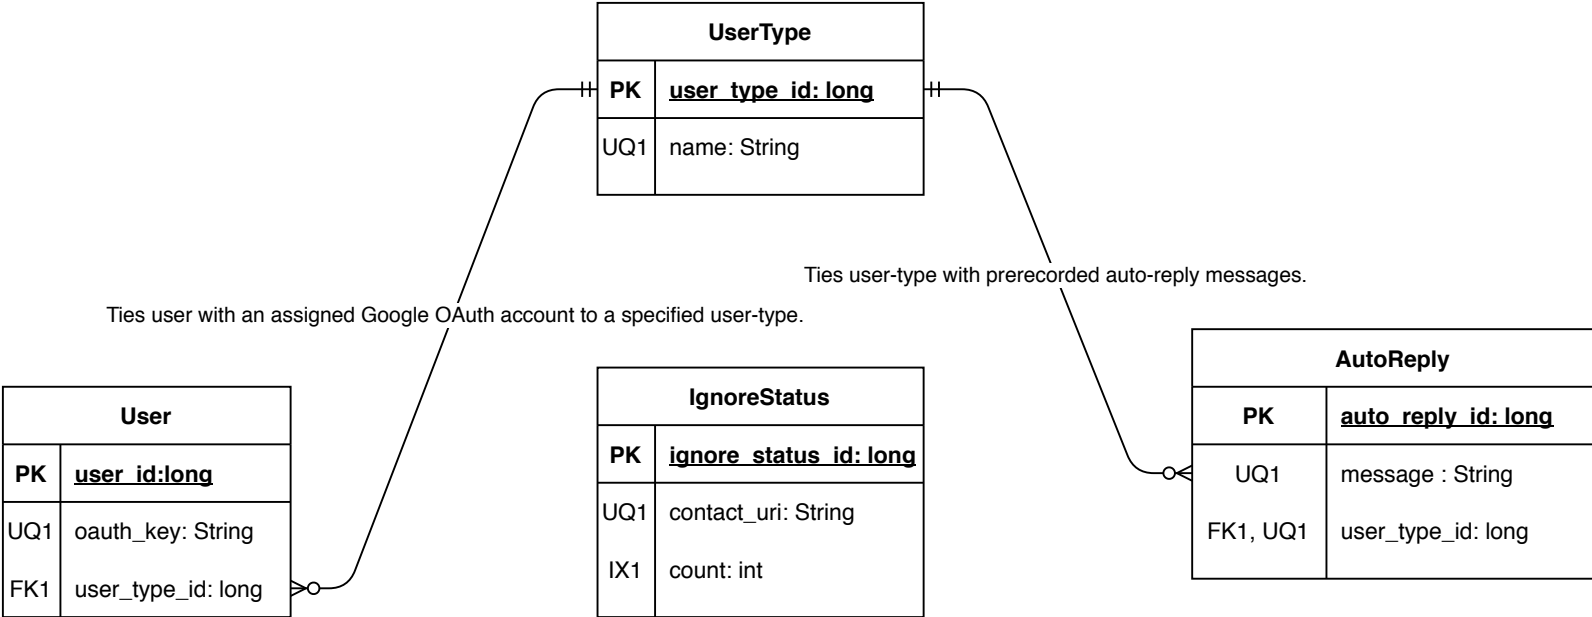 UserType
PK user_type_id: long
UQ1 name: String
Ties user-type with prerecorded auto-reply messages.
Ties user with an assigned Google OAuth account to a specified user-type.
User
PK user_id:long
UQ1 oauth_key: String
FK1 user_type_id: long
IgnoreStatus
PK ignore_status_id: long
UQ1 contact_uri: String
IX1 count: int
AutoReply
PK auto_reply_id: long
UQ1 message : String
FK1, UQ1 user_type_id: long